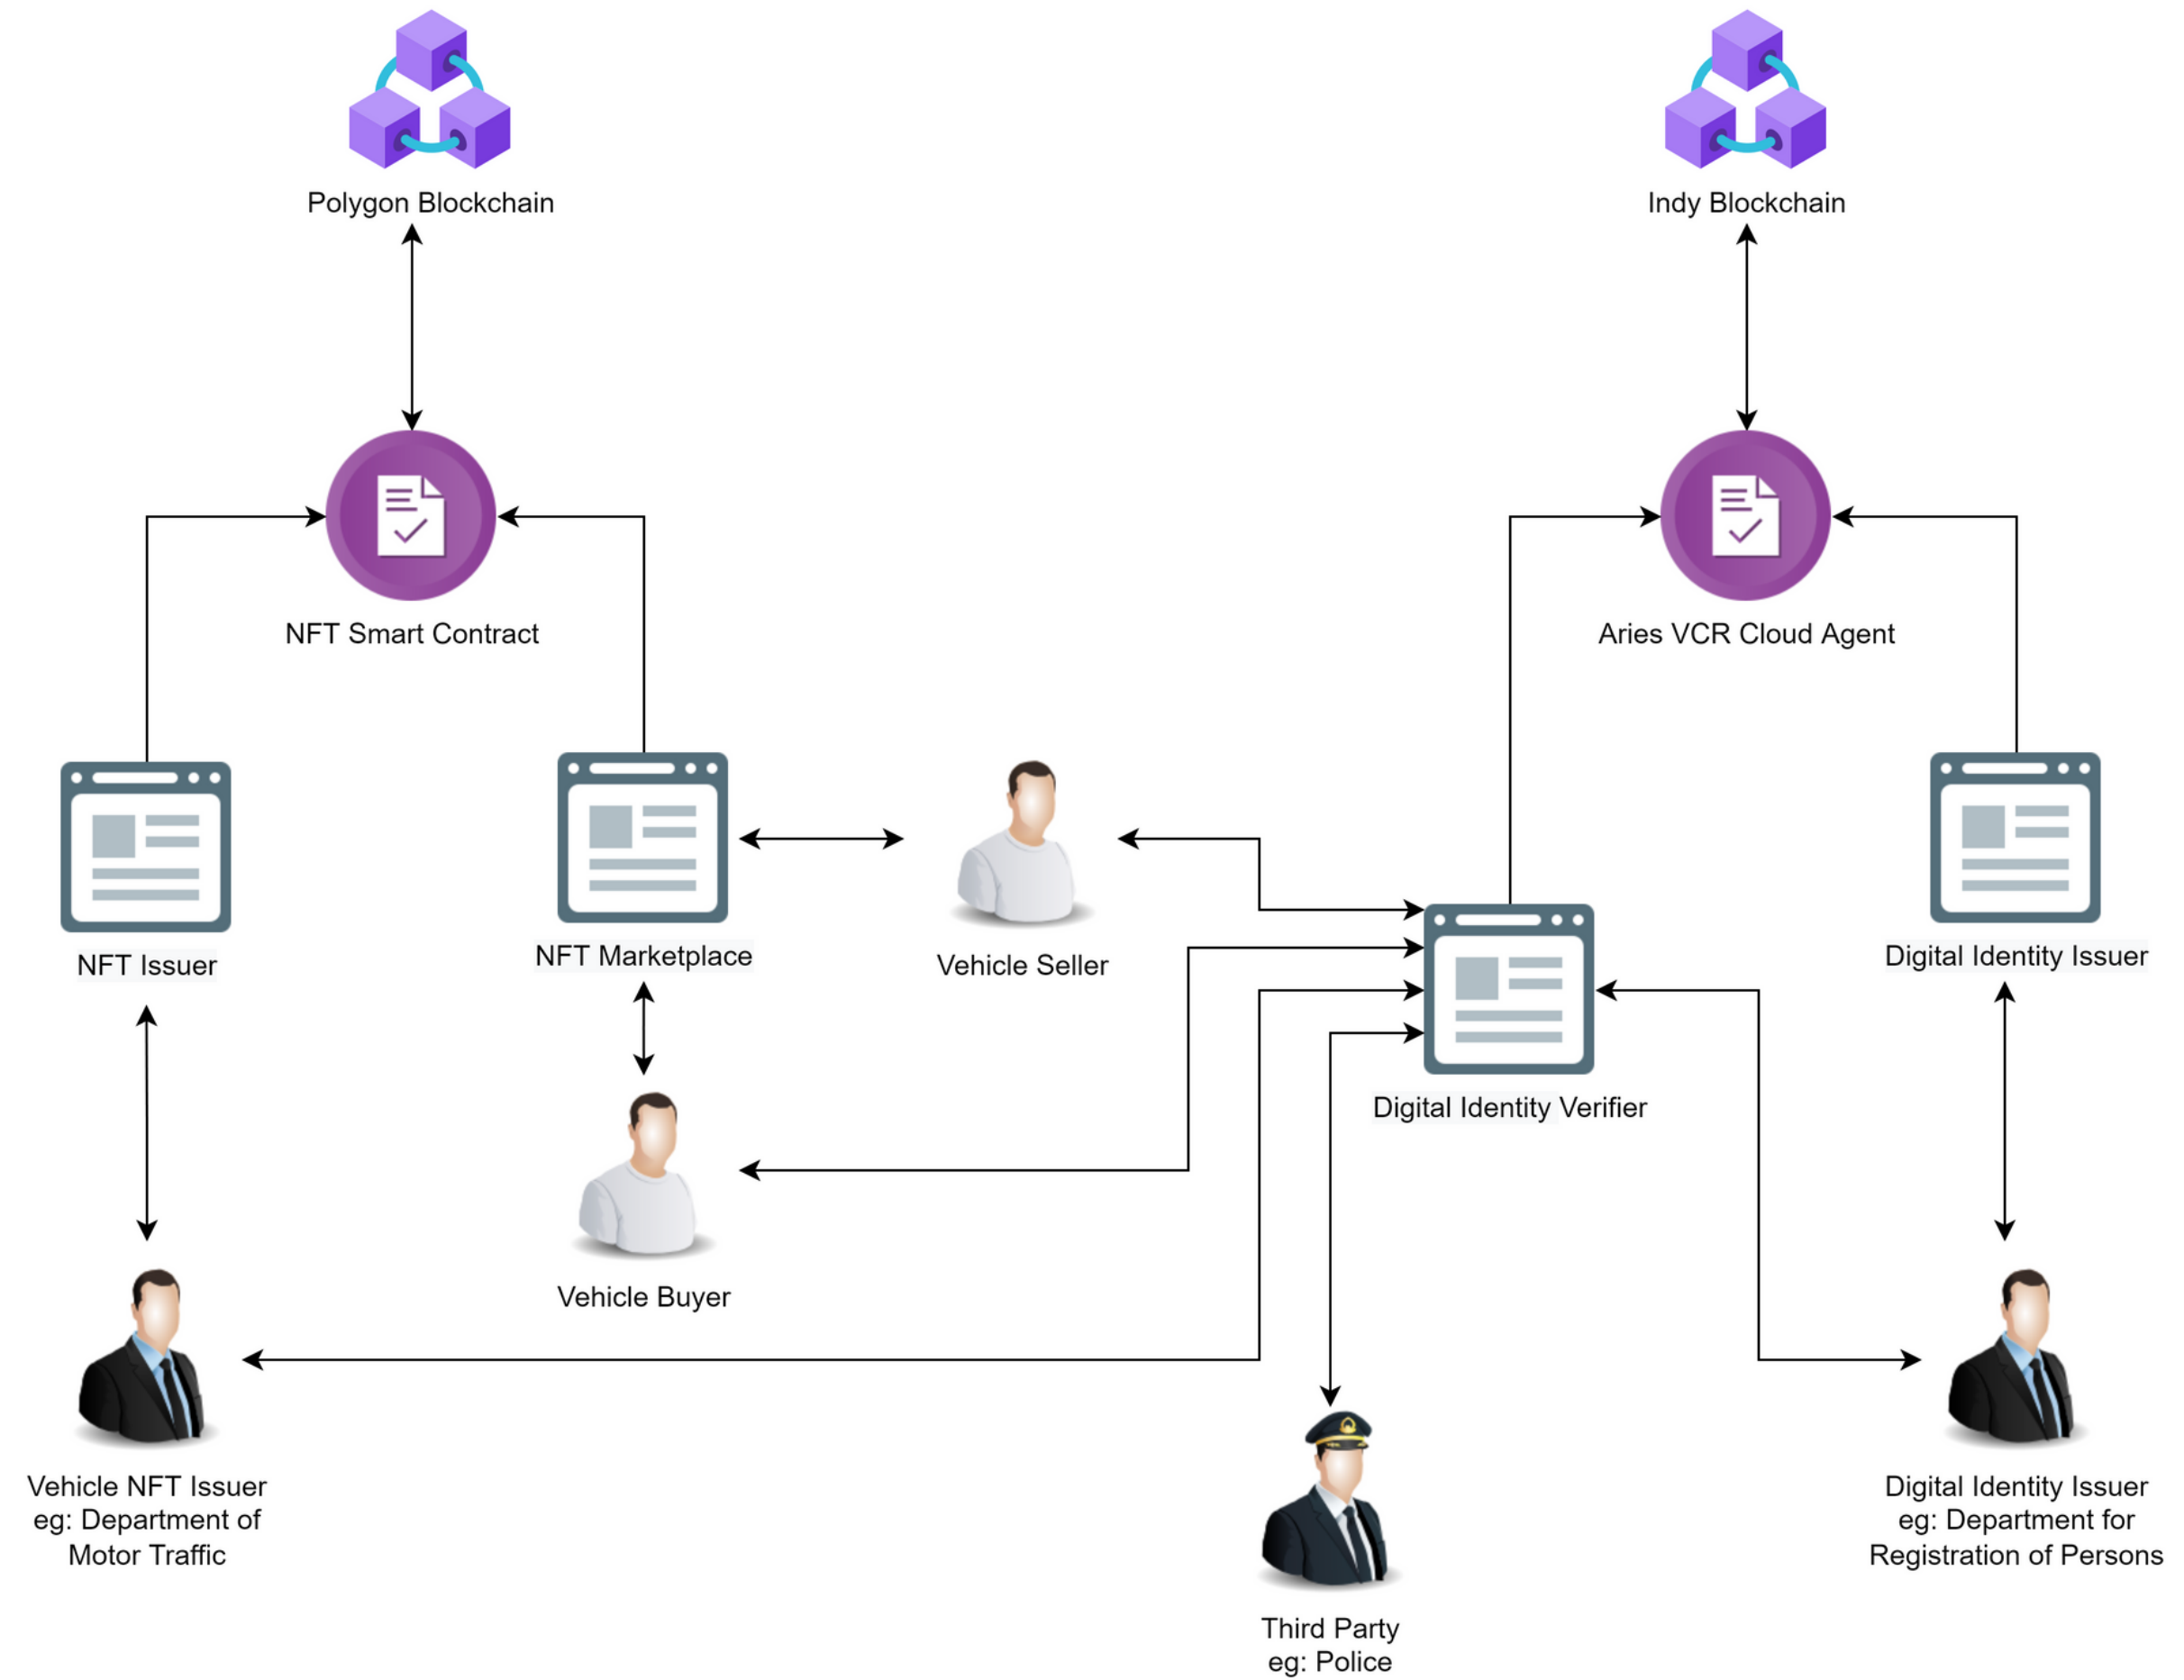 Polygon Blockchain
Indy Blockchain
NFT Smart Contract
Aries VCR Cloud Agent
NFT Issuer
NFT Marketplace
Vehicle Seller
Digital Identity Issuer
Digital Identity Verifier
Vehicle Buyer
Vehicle NFT Issuer
eg: Department of
Motor Traffic
Digital Identity Issuer
eg: Department for
Registration of Persons
Third Party
eg: Police